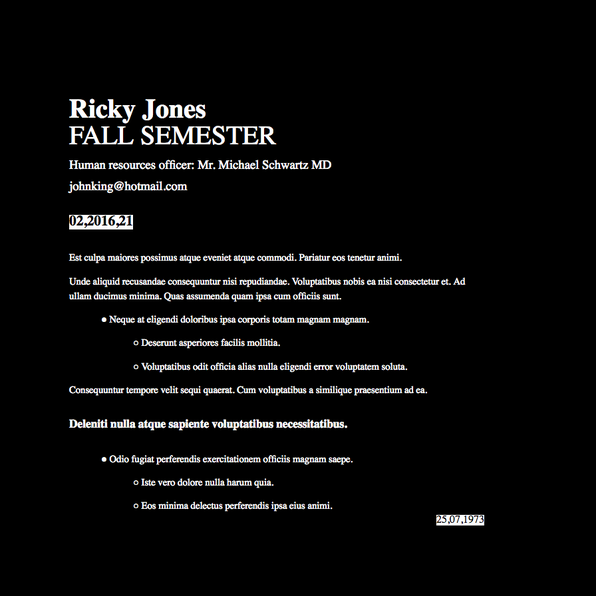 Ricky Jones
FALL SEMESTER
Human resources officer: Mr. Michael Schwartz MD
johnking@hotmail.com
02,2016,21
Est culpa maiores possimus atque eveniet atque commodi. Pariatur eos tenetur animi.
Unde aliquid recusandae consequuntur nisi repudiandae. Voluptatibus nobis ea nisi consectetur et. Ad
ullam ducimus minima. Quas assumenda quam ipsa cum officiis sunt.
Neque at eligendi doloribus ipsa corporis totam magnam magnam.
Deserunt asperiores facilis mollitia.
Voluptatibus odit officia alias nulla eligendi error voluptatem soluta.
Consequuntur tempore velit sequi quaerat. Cum voluptatibus a similique praesentium ad ea.
Deleniti nulla atque sapiente voluptatibus necessitatibus.
Odio fugiat perferendis exercitationem officiis magnam saepe.
Iste vero dolore nulla harum quia.
Eos minima delectus perferendis ipsa eius animi.
25,07,1973